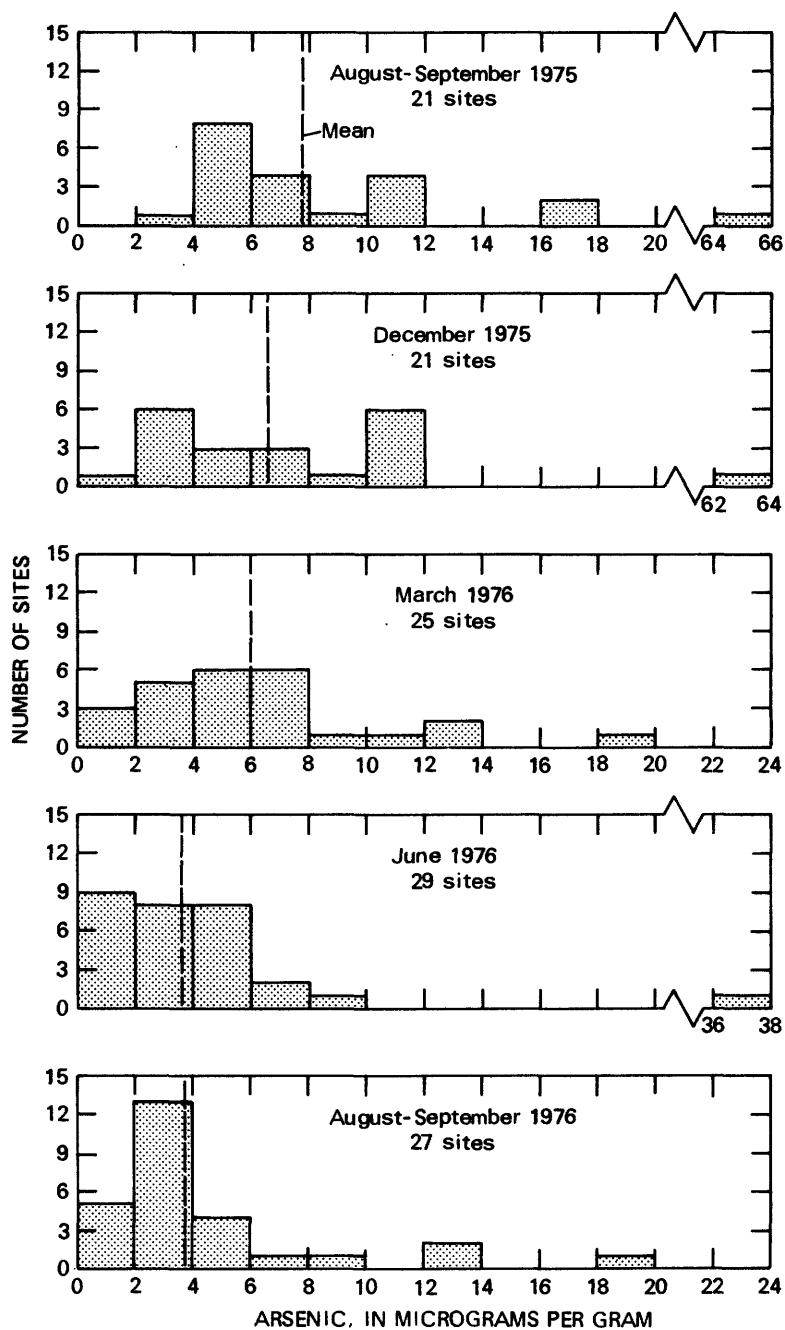 15
12
9
6
3
0
August-September 1975
21 sites
Mean
0 2 4 6 8 10 12 14 16 18 20 64 66
15
12
9
6
3
0
December 1975
21 sites
62 64
NUMBER OF SITES
15
12
9
6
3
0
March 1976
25 sites
0 2 4 6 8 10 12 14 16 18 20 22 24
15
12
9
6
3
0
June 1976
29 sites
36 38
15
12
9
6
3
0
August-September 1976
27 sites
0 2 4 6 8 10 12 14 16 18 20 22 24
ARSENIC, IN MICROGRAMS PER GRAM